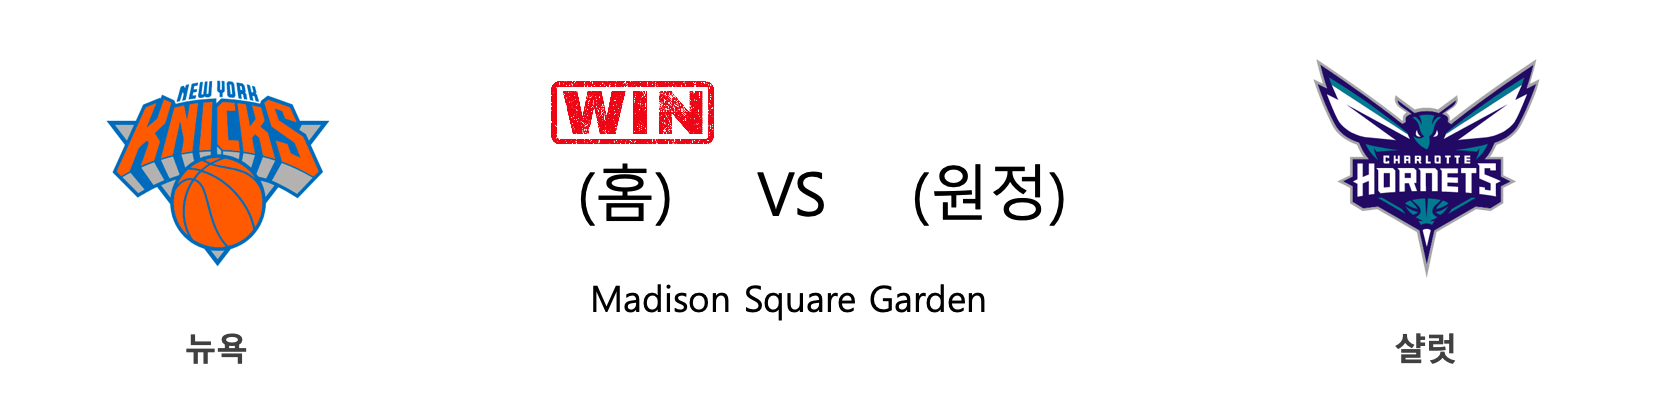 NEW YORK
KNICKS
WIN
(홈) VS (원정)
CHARLOTTE
HORNETS
Madison Square Garden
뉴욕
샬럿